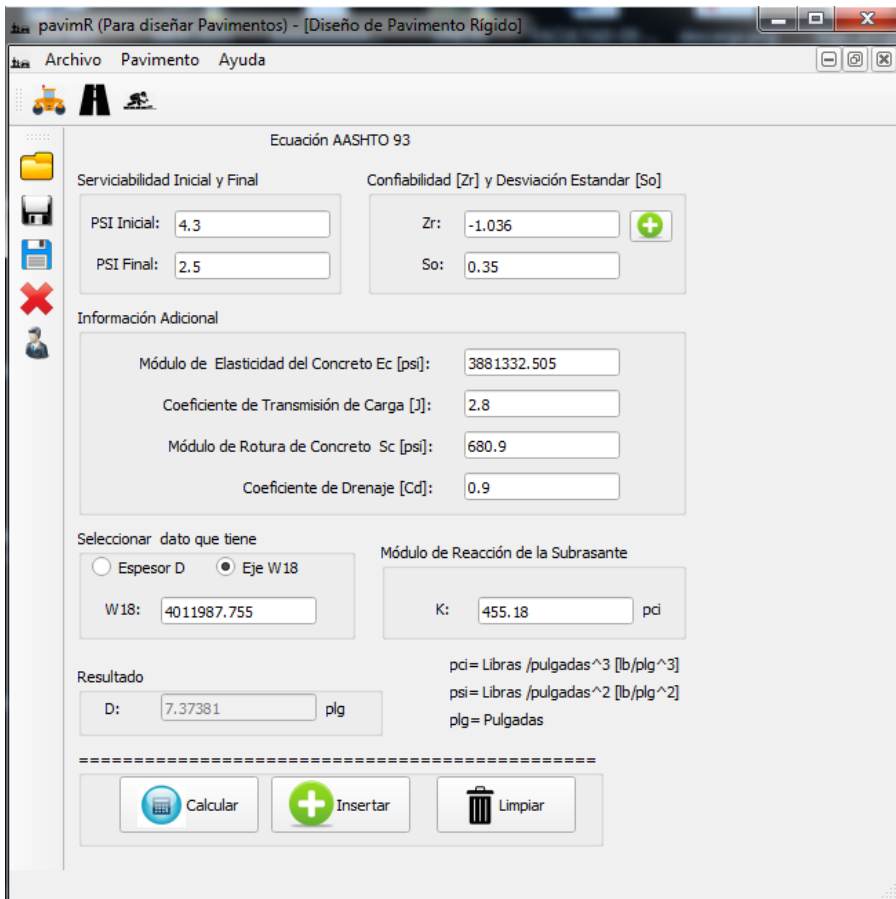 pavimR (Para diseñar Pavimentos) - [Diseño de Pavimento Rígido]
Archivo Pavimento Ayuda
Ecuación AASHTO 93
Serviciabilidad Inicial y Final
PSI Inicial: 4.3
PSI Final: 2.5
Confiabilidad [Zr] y Desviación Estandar [So]
Zr: -1.036
So: 0.35
Información Adicional
Módulo de Elasticidad del Concreto Ec [psi]: 3881332.505
Coeficiente de Transmisión de Carga [J]: 2.8
Módulo de Rotura de Concreto Sc [psi]: 680.9
Coeficiente de Drenaje [Cd]: 0.9
Seleccionar dato que tiene
Espesor D Eje W18
W18: 4011987.755
Módulo de Reacción de la Subrasante
K: 455.18 pci
Resultado
D: 7.37381 plg
pci= Libras /pulgadas^3 [lb/plg^3]
psi= Libras /pulgadas^2 [lb/plg^2]
plg= Pulgadas
================================================
Calcular Insertar Limpiar